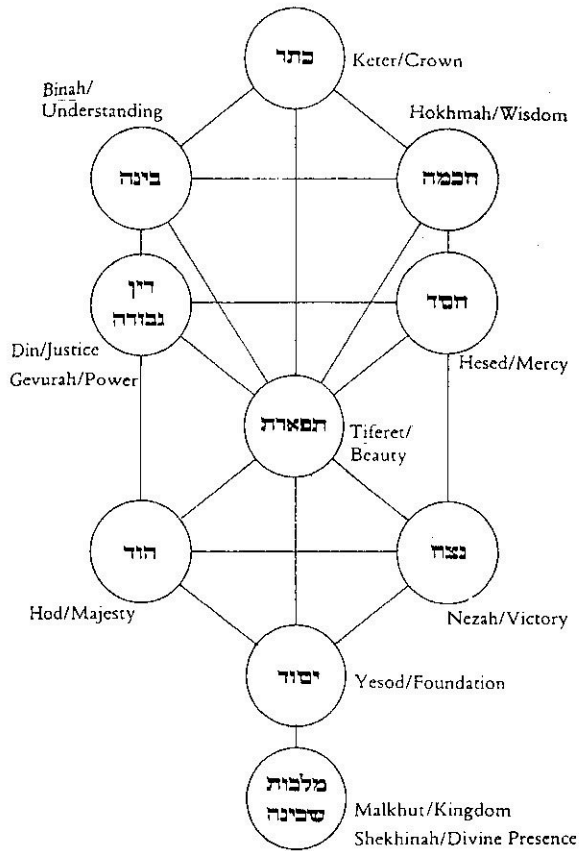 כתר
Keter/Crown
Binah/
Understanding
Hokhmah/Wisdom
בינה
חכמה
דין
גבורה
חסד
Din/Justice
Gevurah/Power
Hesed/Mercy
תפארת
Tiferet/
Beauty
הוד
נצח
Hod/Majesty
Nezah/Victory
יסוד
Yesod/Foundation
מלכות
שכינה
Malkhut/Kingdom
Shekhinah/Divine Presence